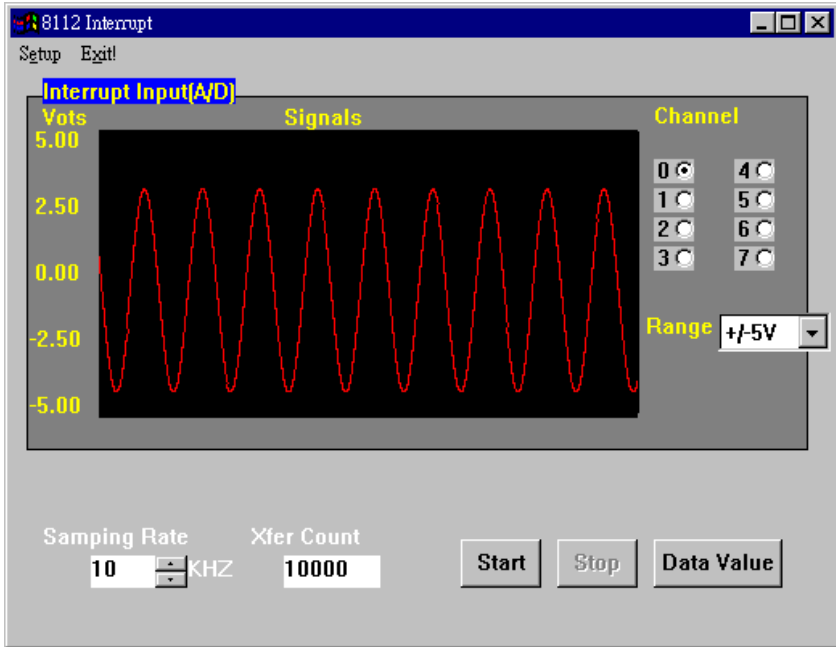 8112 Interrupt
Setup Exit!
Interrupt Input(A/D)
Vots Signals Channel
5.00
2.50
0.00
-2.50
-5.00
0 4
1 5
2 6
3 7
Range +/-5V
Samping Rate Xfer Count
10 KHZ 10000 Start Stop Data Value